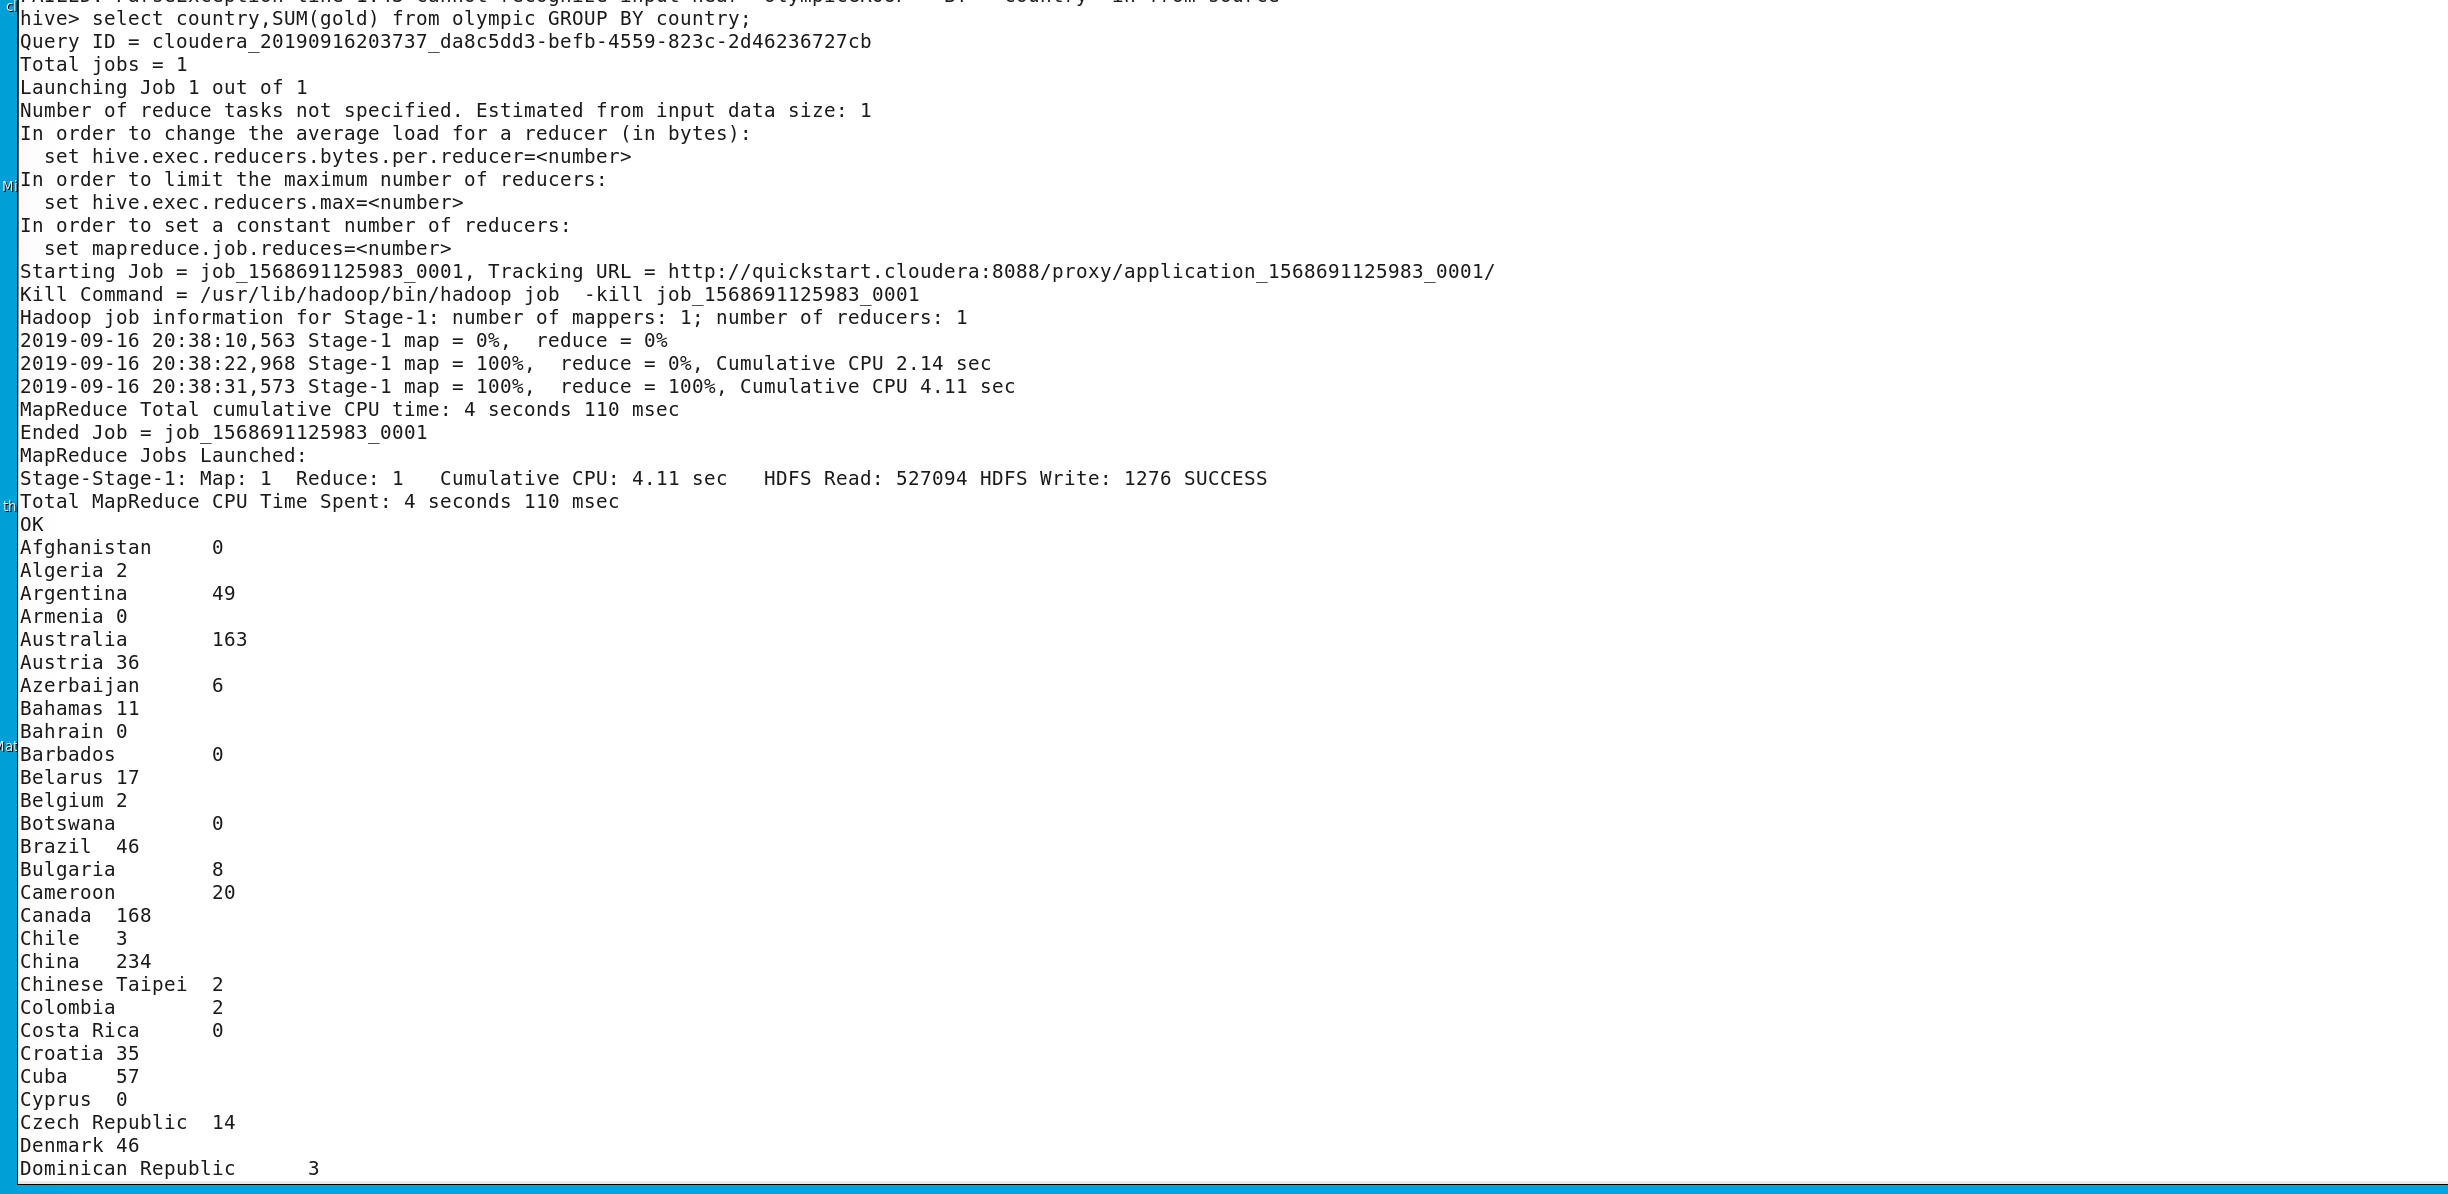 hive> select country,SUM(gold) from olympic GROUP BY country;
Query ID = cloudera_20190916203737_da8c5dd3-befb-4559-823c-2d46236727cb
Total jobs = 1
Launching Job 1 out of 1
Number of reduce tasks not specified. Estimated from input data size: 1
In order to change the average load for a reducer (in bytes):
  set hive.exec.reducers.bytes.per.reducer=<number>
In order to limit the maximum number of reducers:
  set hive.exec.reducers.max=<number>
In order to set a constant number of reducers:
  set mapreduce.job.reduces=<number>
Starting Job = job_1568691125983_0001, Tracking URL = http://quickstart.cloudera:8088/proxy/application_1568691125983_0001/
Kill Command = /usr/lib/hadoop/bin/hadoop job  -kill job_1568691125983_0001
Hadoop job information for Stage-1: number of mappers: 1; number of reducers: 1
2019-09-16 20:38:10,563 Stage-1 map = 0%,  reduce = 0%
2019-09-16 20:38:22,968 Stage-1 map = 100%,  reduce = 0%, Cumulative CPU 2.14 sec
2019-09-16 20:38:31,573 Stage-1 map = 100%,  reduce = 100%, Cumulative CPU 4.11 sec
MapReduce Total cumulative CPU time: 4 seconds 110 msec
Ended Job = job_1568691125983_0001
MapReduce Jobs Launched:
Stage-Stage-1: Map: 1  Reduce: 1   Cumulative CPU: 4.11 sec   HDFS Read: 527094 HDFS Write: 1276 SUCCESS
Total MapReduce CPU Time Spent: 4 seconds 110 msec
OK
Afghanistan     0
Algeria 2
Argentina       49
Armenia 0
Australia       163
Austria 36
Azerbaijan      6
Bahamas 11
Bahrain 0
Barbados        0
Belarus 17
Belgium 2
Botswana        0
Brazil  46
Bulgaria        8
Cameroon        20
Canada  168
Chile   3
China   234
Chinese Taipei  2
Colombia        2
Costa Rica      0
Croatia 35
Cuba    57
Cyprus  0
Czech Republic  14
Denmark 46
Dominican Republic      3